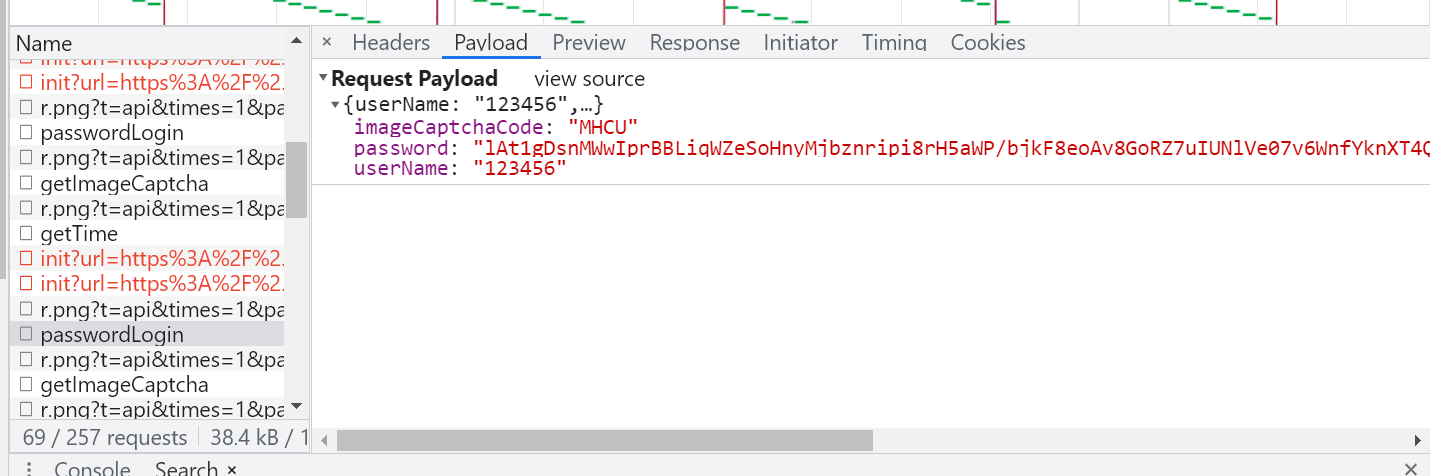 Name
init?url=https%3A%2F%2.
init?url=https%3A%2F%2.
r.png?t=api&times=1&pa
passwordLogin
r.png?t=api&times=1&pa
getImageCaptcha
r.png?t=api&times=1&pa
getTime
init?url=https%3A%2F%2.
init?url=https%3A%2F%2.
r.png?t=api&times=1&pa
passwordLogin
r.png?t=api&times=1&pa
getImageCaptcha
r.png?t=api&times=1&pa
69 / 257 requests 38.4 kB / 1
× Headers Payload Preview Response Initiator Timing Cookies
Request Payload view source
{userName: "123456",…}
imageCaptchaCode: "MHCU"
password: "lAt1gDsnMWwIprBBLiqWZeSoHnyMjbznripi8rH5aWP/bjkF8eoAv8GoRZ7uIUNlVe07v6WnfYknXT4Q
userName: "123456"
Console Search × ×